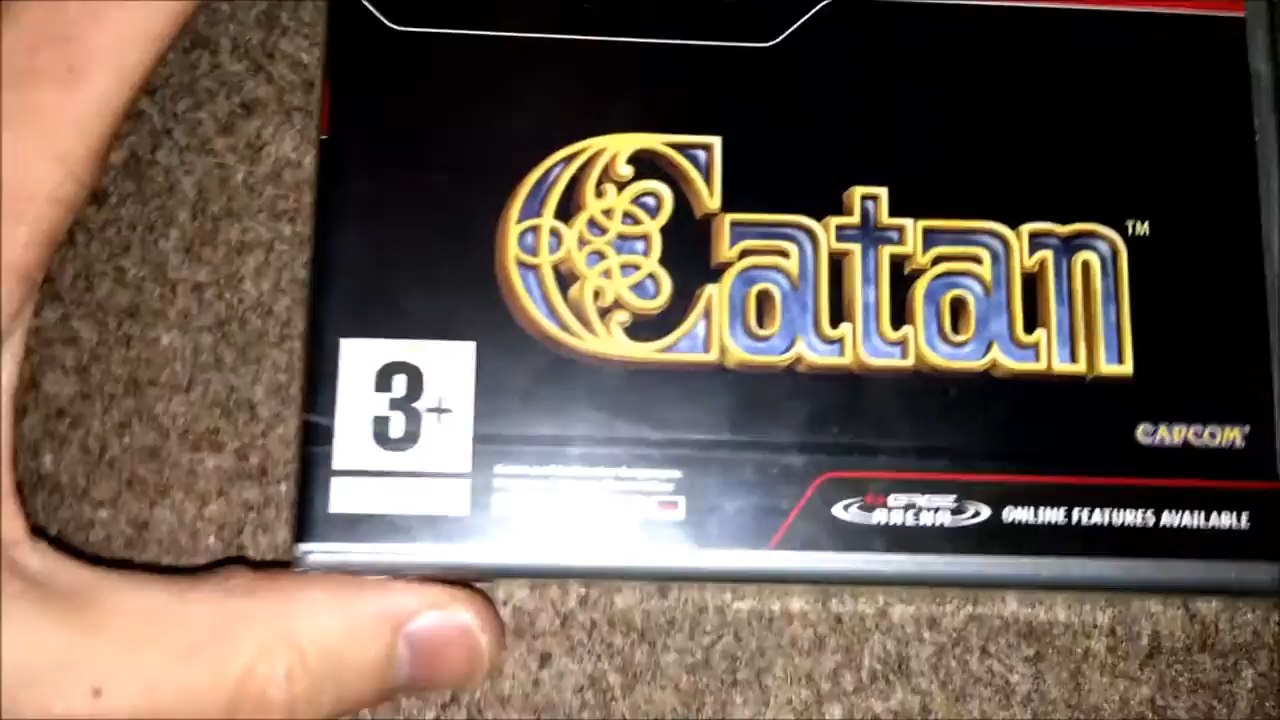 Catan™
3+
CAPCOM®
ARENA
ONLINE FEATURES AVAILABLE